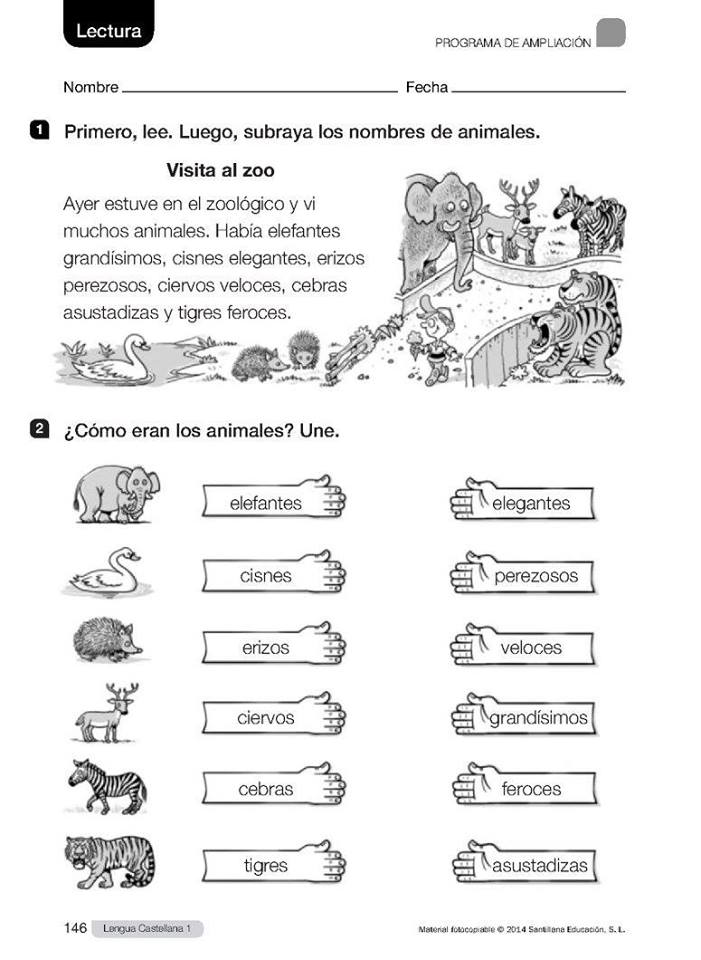 Lectura
PROGRAMA DE AMPLIACIÓN
Nombre
Fecha
1 Primero, lee. Luego, subraya los nombres de animales.
Visita al zoo
Ayer estuve en el zoológico y vi
muchos animales. Había elefantes
grandísimos, cisnes elegantes, erizos
perezosos, ciervos veloces, cebras
asustadizas y tigres feroces.
2 ¿Cómo eran los animales? Une.
elefantes
elegantes
cisnes
perezosos
erizos
veloces
ciervos
grandísimos
cebras
feroces
tigres
asustadizas
146
Lengua Castellana 1
Material fotocopiable © 2014 Santillana Educación, S. L.